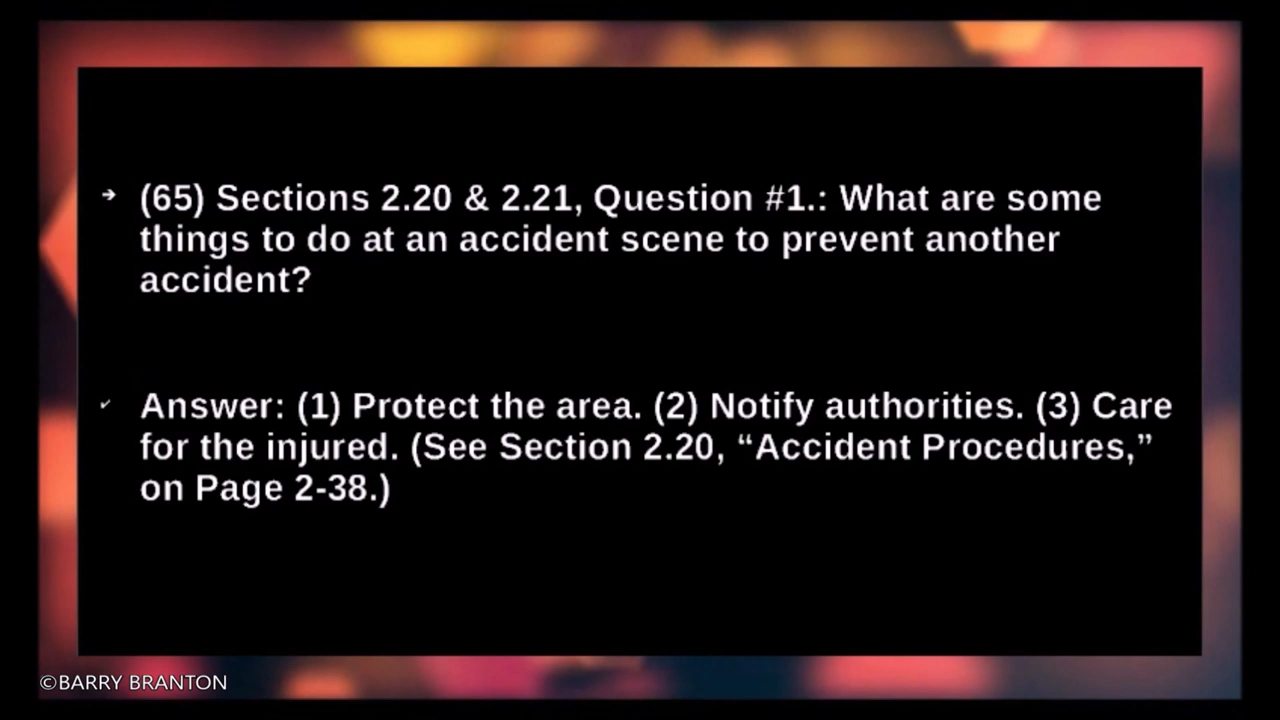 (65) Sections 2.20 & 2.21, Question #1.: What are some
things to do at an accident scene to prevent another
accident?
Answer: (1) Protect the area. (2) Notify authorities. (3) Care
for the injured. (See Section 2.20, “Accident Procedures,”
on Page 2-38.)
©BARRY BRANTON